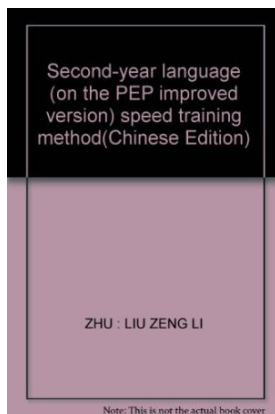 Second-year language
(on the PEP improved
version) speed training
method(Chinese Edition)
ZHU : LIU ZENG LI
Note: This is not the actual book cover